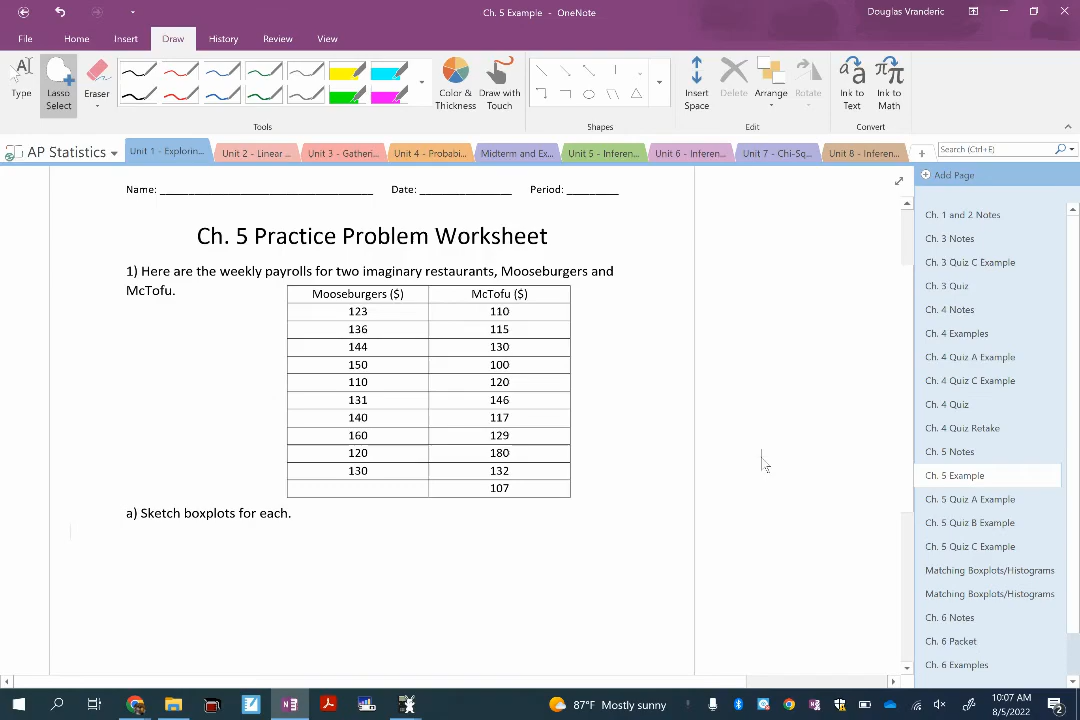 Ch. 5 Example - OneNote
Douglas Vranderic
File Home Insert Draw History Review View
Type
Lasso Select
Eraser
Color & Thickness
Draw with Touch
Insert Space
Delete
Arrange
Rotate
Ink to Text
Ink to Math
Tools Shapes Edit Convert
AP Statistics
Unit 1 - Explorin... Unit 2 - Linear ... Unit 3 - Gatheri... Unit 4 - Probabi... Midterm and Ex... Unit 5 - Inferen... Unit 6 - Inferen... Unit 7 - Chi-Sq... Unit 8 - Inferen...
Search (Ctrl+E)
Name: Date: Period:
Ch. 5 Practice Problem Worksheet
1) Here are the weekly payrolls for two imaginary restaurants, Mooseburgers and
McTofu.
Mooseburgers ($) McTofu ($)
123 110
136 115
144 130
150 100
110 120
131 146
140 117
160 129
120 180
130 132
107
a) Sketch boxplots for each.
Add Page
Ch. 1 and 2 Notes
Ch. 3 Notes
Ch. 3 Quiz C Example
Ch. 3 Quiz
Ch. 4 Notes
Ch. 4 Examples
Ch. 4 Quiz A Example
Ch. 4 Quiz C Example
Ch. 4 Quiz
Ch. 4 Quiz Retake
Ch. 5 Notes
Ch. 5 Example
Ch. 5 Quiz A Example
Ch. 5 Quiz B Example
Ch. 5 Quiz C Example
Matching Boxplots/Histograms
Matching Boxplots/Histograms
Ch. 6 Notes
Ch. 6 Packet
Ch. 6 Examples
87°F Mostly sunny
10:07 AM
8/5/2022
2